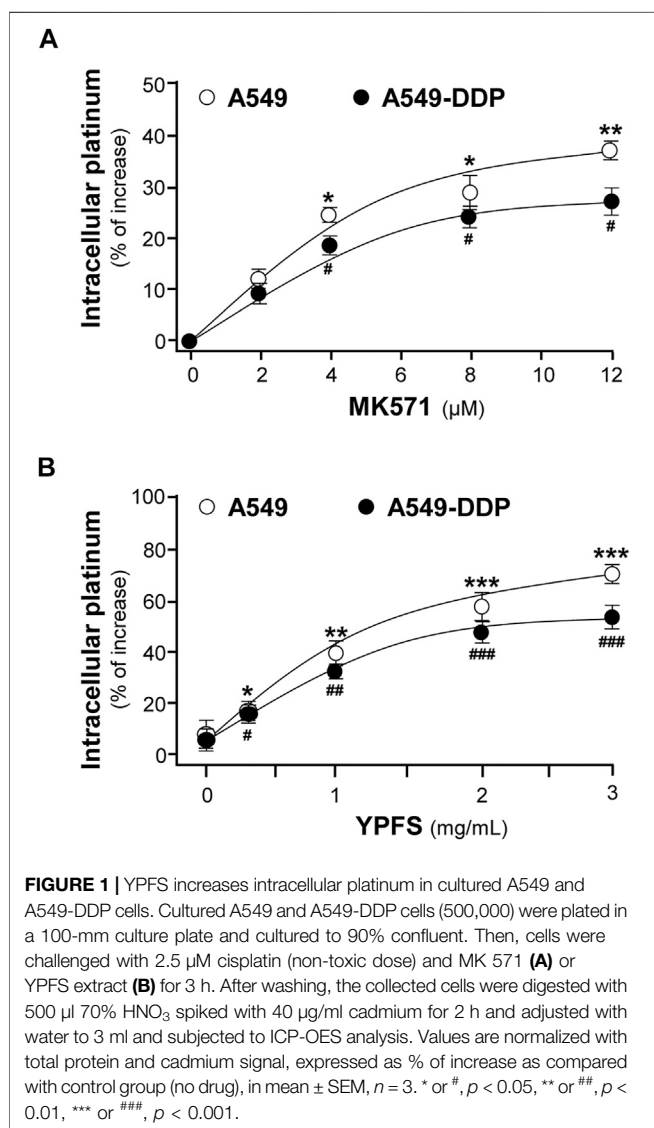 A
50
40
30
20
10
0
Intracellular platinum
(% of increase)
A549 A549-DDP
* * **
# # #
0 2 4 6 8 10 12
MK571 (µM)
B
100
80
60
40
20
0
Intracellular platinum
(% of increase)
A549 A549-DDP
* ** *** ***
# ## ### ###
0 1 2 3
YPFS (mg/mL)
FIGURE 1 | YPFS increases intracellular platinum in cultured A549 and
A549-DDP cells. Cultured A549 and A549-DDP cells (500,000) were plated in
a 100-mm culture plate and cultured to 90% confluent. Then, cells were
challenged with 2.5 µM cisplatin (non-toxic dose) and MK 571 (A) or
YPFS extract (B) for 3 h. After washing, the collected cells were digested with
500 µl 70% HNO₃ spiked with 40 µg/ml cadmium for 2 h and adjusted with
water to 3 ml and subjected to ICP-OES analysis. Values are normalized with
total protein and cadmium signal, expressed as % of increase as compared
with control group (no drug), in mean ± SEM, n = 3. * or #, p < 0.05, ** or ##, p <
0.01, *** or ###, p < 0.001.